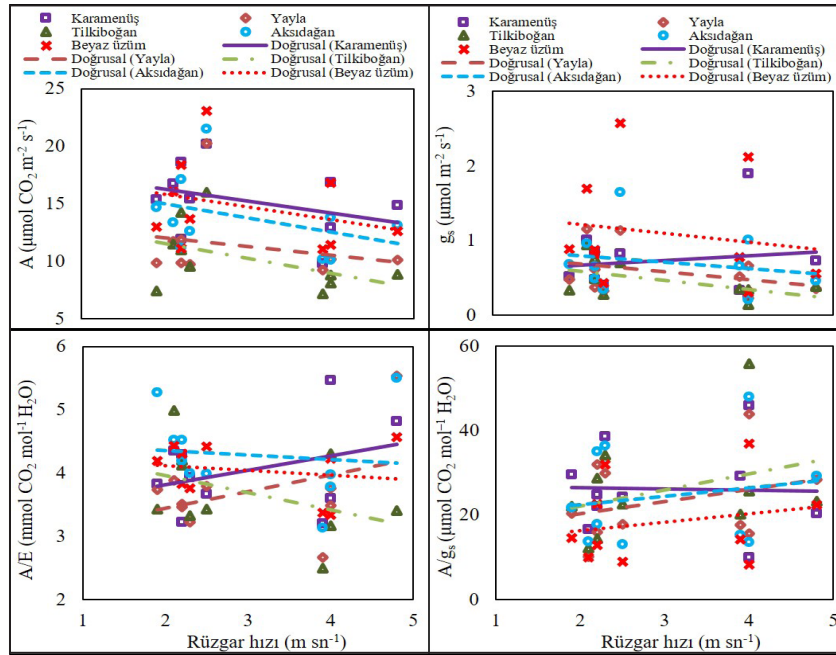 Karamenüş Yayla
Tilkiboğan Aksıdağan
Beyaz üzüm Doğrusal (Karamenüş)
Doğrusal (Yayla) Doğrusal (Tilkiboğan)
Doğrusal (Aksıdağan) Doğrusal (Beyaz üzüm)
25
20
15
10
5
A (µmol CO2 m-2 s-1)
Karamenüş Yayla
Tilkiboğan Aksıdağan
Beyaz üzüm Doğrusal (Karamenüş)
Doğrusal (Yayla) Doğrusal (Tilkiboğan)
Doğrusal (Aksıdağan) Doğrusal (Beyaz üzüm)
3
2
1
0
gs (µmol m-2 s-1)
6
5
4
3
2
A/E (mmol CO2 mol-1 H2O)
1 2 3 4 5
Rüzgar hızı (m sn-1)
60
40
20
0
A/gs (µmol CO2 mol-1 H2O)
1 2 3 4 5
Rüzgar hızı (m sn-1)